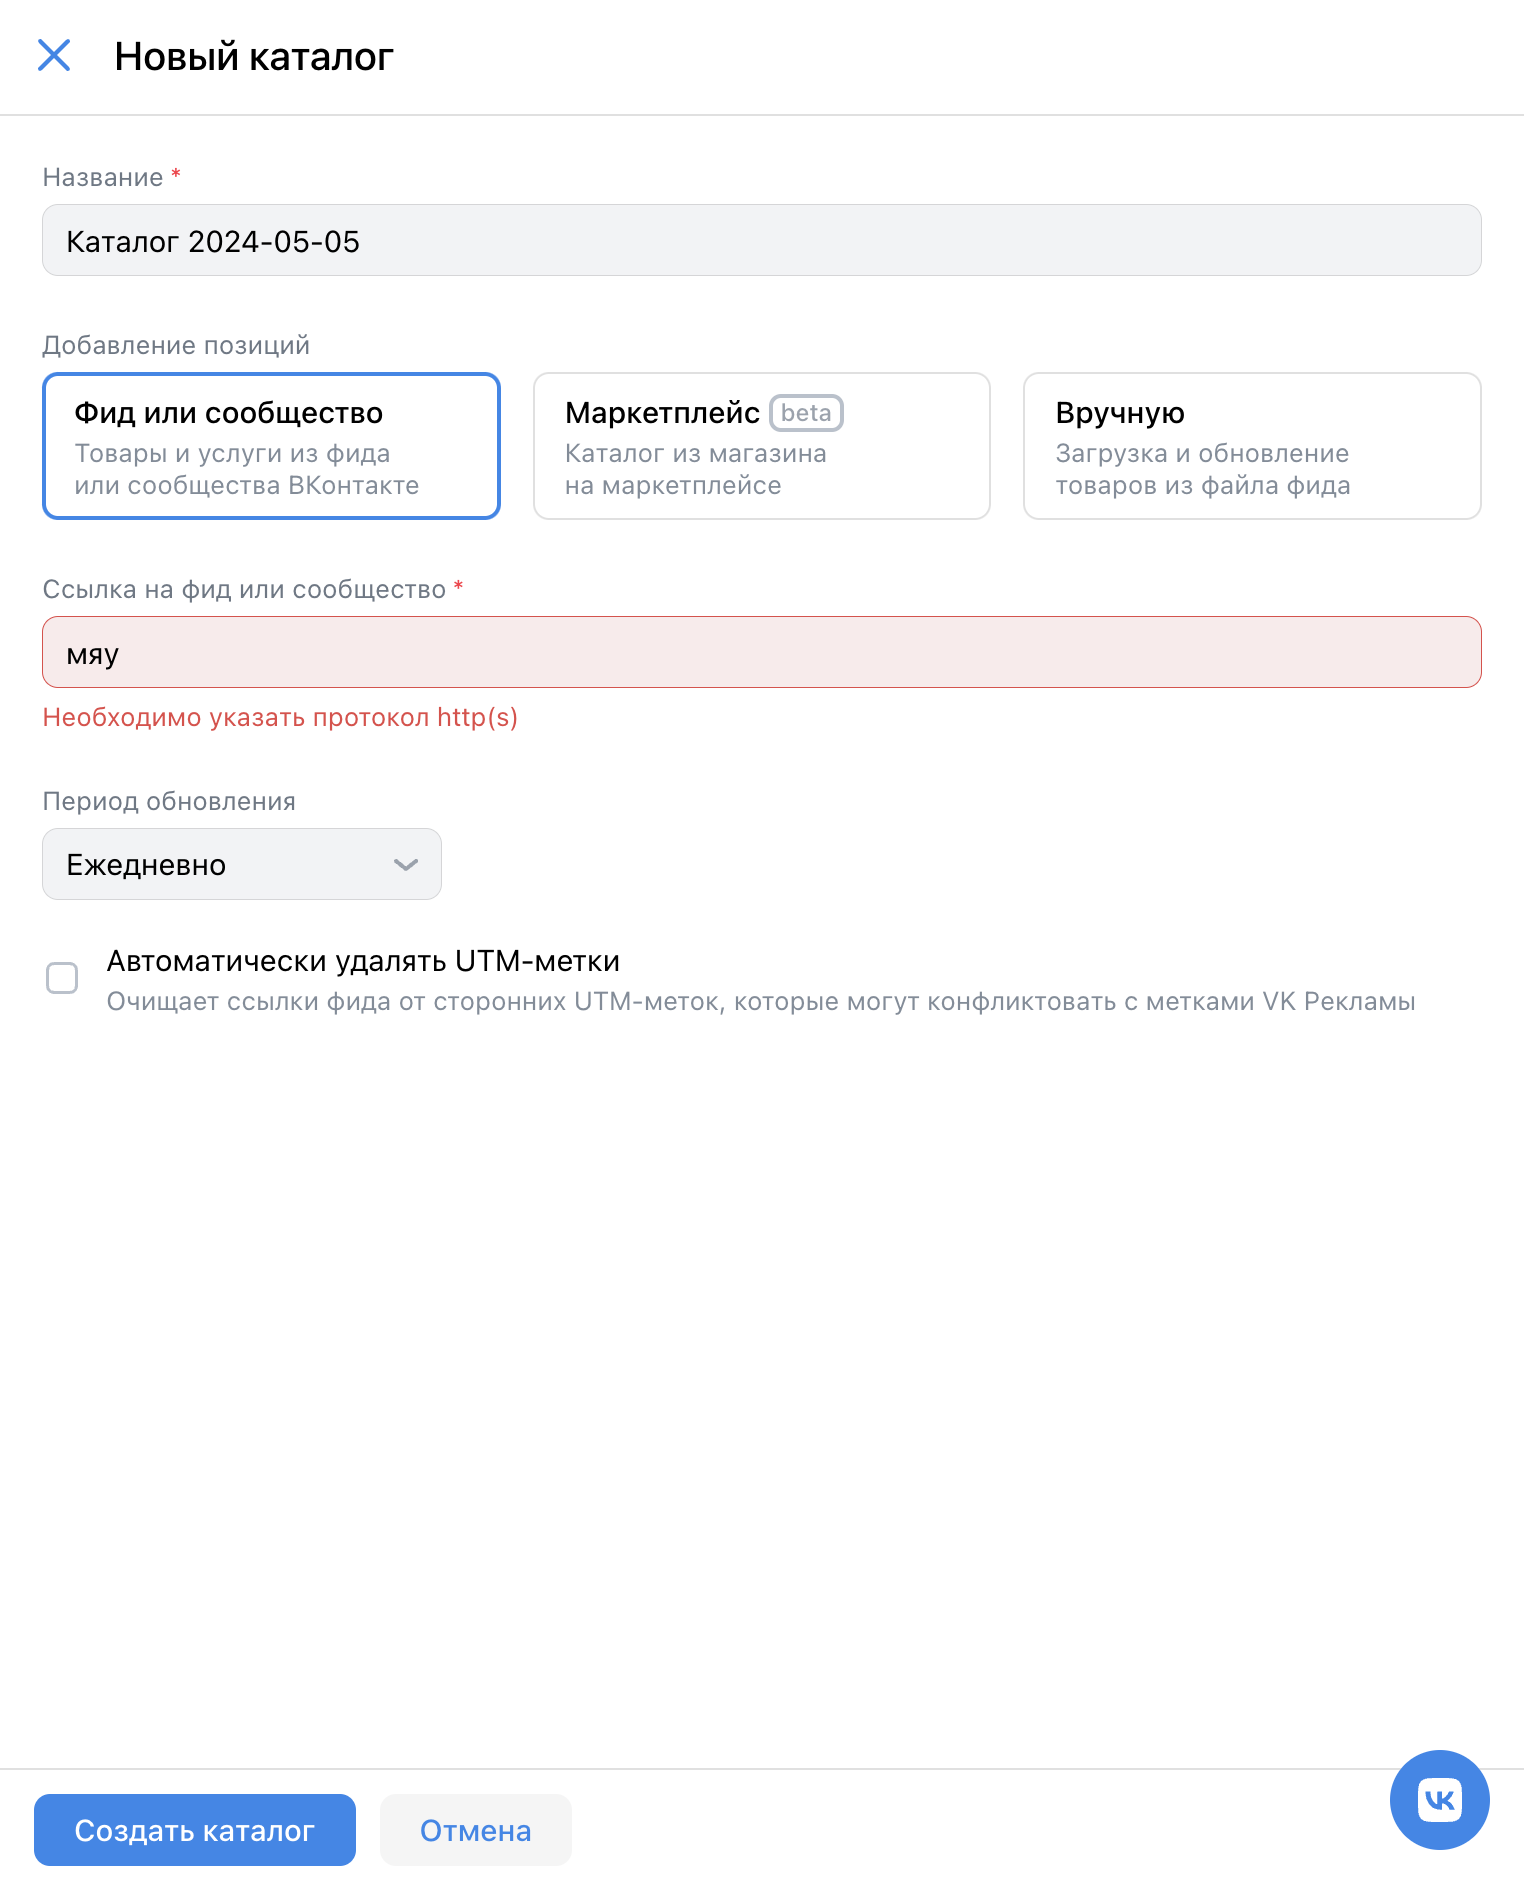 Новый каталог
Название *
Каталог 2024-05-05
Добавление позиций
Фид или сообщество
Товары и услуги из фида
или сообщества ВКонтакте
Маркетплейс beta
Каталог из магазина
на маркетплейсе
Вручную
Загрузка и обновление
товаров из файла фида
Ссылка на фид или сообщество *
мяу
Необходимо указать протокол http(s)
Период обновления
Ежедневно
Автоматически удалять UTM-метки
Очищает ссылки фида от сторонних UTM-меток, которые могут конфликтовать с метками VK Рекламы
Создать каталог
Отмена
VK